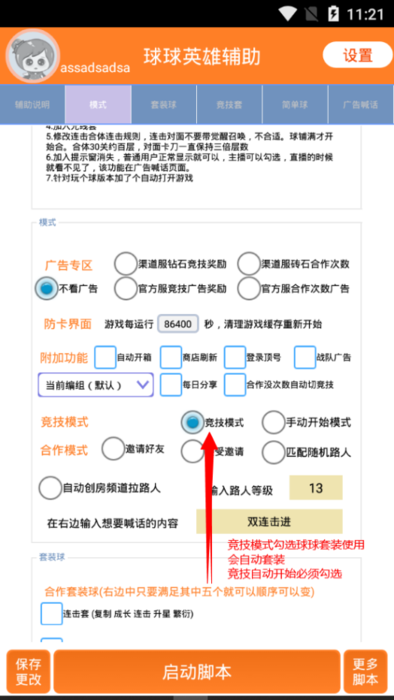 11:21
assadsadsa
球球英雄辅助
设置
辅助说明 模式 套装球 竞技套 简单球 广告喊话
4.加入无线套
5.修改连击合体连击规则，连击对面不要带觉醒召唤，不合适。球铺满才开
始合。合体30关约百层，对面卡刀一直保持三倍层数
6.加入提示窗消失，普通用户正常显示就可以，主播可以勾选，直播的时候
就看不见了，该功能在广告喊话页面。
7.针对玩个球版本加了个自动打开游戏
模式
广告专区 渠道服钻石竞技奖励 渠道服砖石合作次数
不看广告 官方服竞技广告奖励 官方服合作次数广告
防卡界面 游戏每运行 86400 秒，清理游戏缓存重新开始
附加功能 自动开箱 商店刷新 登录顶号 战队广告
当前编组（默认） 每日分享 合作没次数自动切竞技
竞技模式 竞技模式 手动开始模式
合作模式 邀请好友 受邀请 匹配随机路人
自动创房频道拉路人 输入路人等级 13
在右边输入想要喊话的内容 双连击进
竞技模式勾选球球套装使用
会自动套装
竞技自动开始必须勾选
套装球
合作套装球(右边中只要满足其中五个就可以顺序可以变)
连击套 (复制 成长 连击 升星 繁衍)
保存
更改
启动脚本
更多
脚本